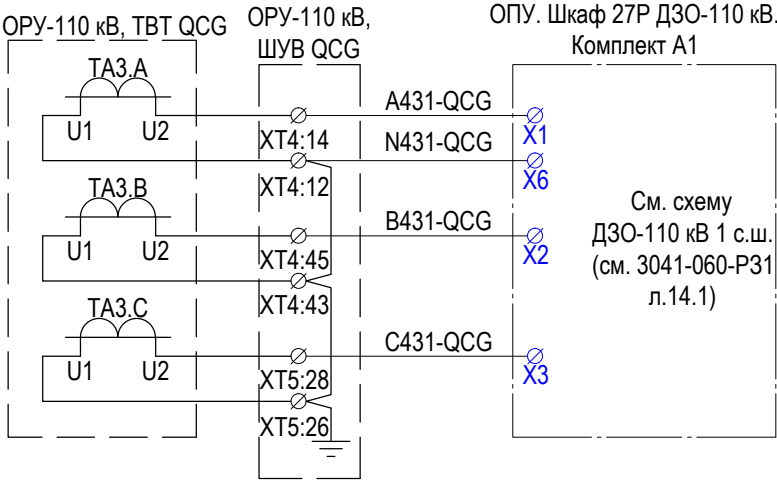 ОРУ-110 кВ, ТВТ QCG
ОРУ-110 кВ,
ШУВ QCG
ОПУ. Шкаф 27Р ДЗО-110 кВ.
Комплект А1
ТА3.А
U1
U2
XT4:14
A431-QCG
X1
XT4:12
N431-QCG
X6
ТА3.В
U1
U2
XT4:45
B431-QCG
X2
XT4:43
ТА3.С
U1
U2
XT5:28
C431-QCG
X3
XT5:26
См. схему
ДЗО-110 кВ 1 с.ш.
(см. 3041-060-РЗ1
л.14.1)